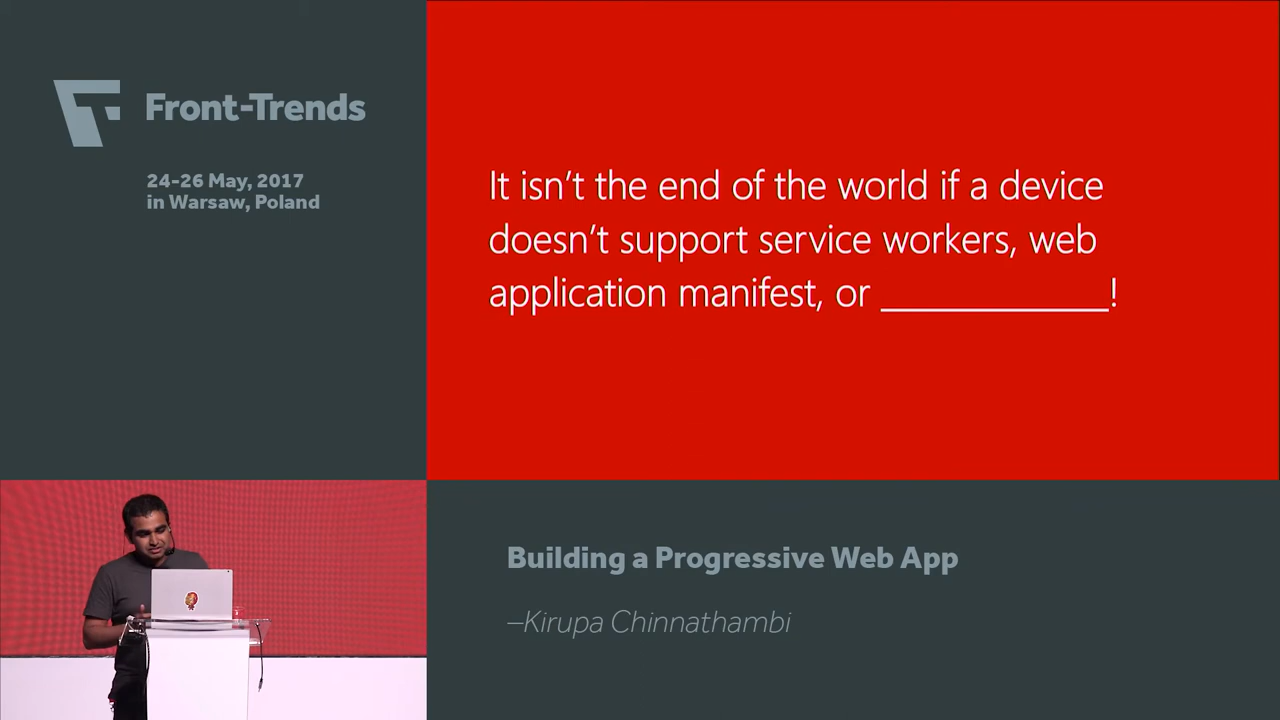 Front-Trends
24-26 May, 2017
in Warsaw, Poland
It isn't the end of the world if a device
doesn't support service workers, web
application manifest, or ____________!
Building a Progressive Web App
–Kirupa Chinnathambi